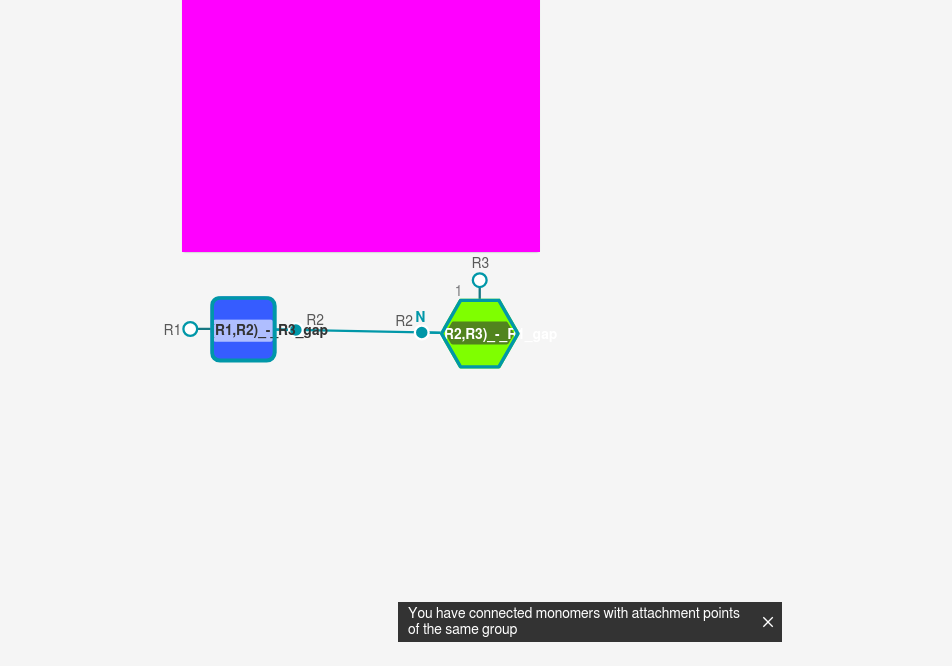 R3
1
R1
R1,R2)_-_R3_gap
R2
R2
N
R2,R3)_-_R1_gap
You have connected monomers with attachment points
of the same group